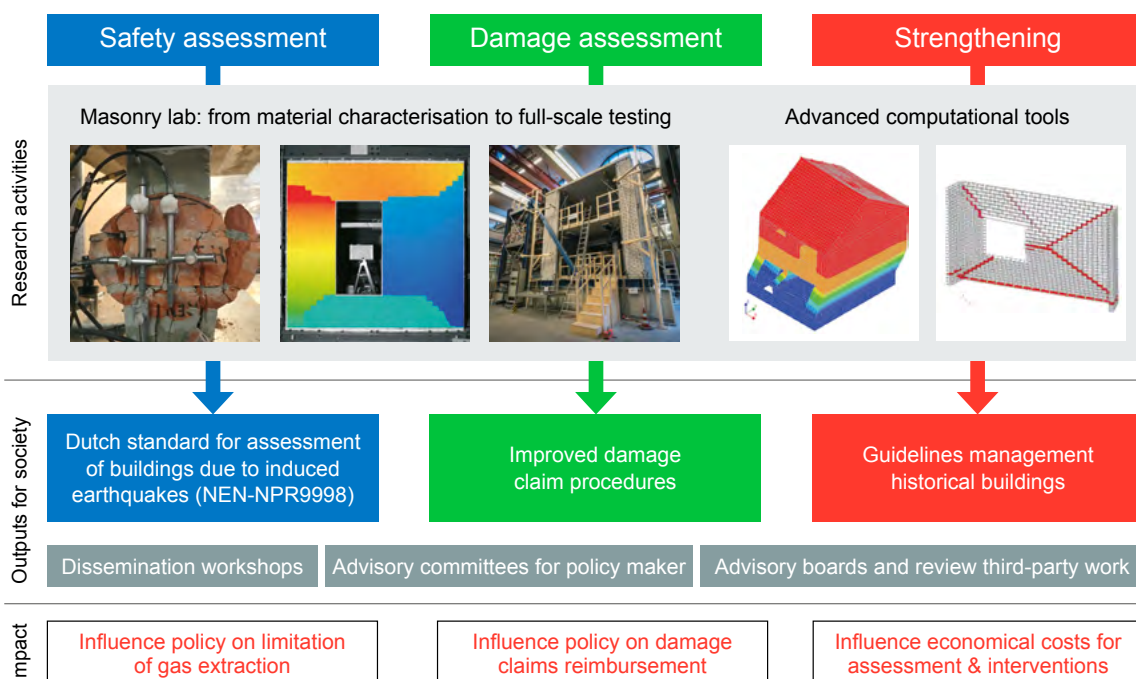 Safety assessment
Damage assessment
Strengthening
Research activities
Masonry lab: from material characterisation to full-scale testing
Advanced computational tools
Outputs for society
Dutch standard for assessment
of buildings due to induced
earthquakes (NEN-NPR9998)
Improved damage
claim procedures
Guidelines management
historical buildings
Dissemination workshops
Advisory committees for policy maker
Advisory boards and review third-party work
mpact
Influence policy on limitation
of gas extraction
Influence policy on damage
claims reimbursement
Influence economical costs for
assessment & interventions